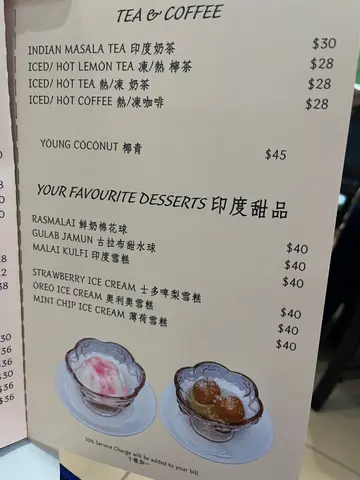 TEA & COFFEE
INDIAN MASALA TEA 印度奶茶 $30
ICED/ HOT LEMON TEA 凍/熱 檸茶 $28
ICED/ HOT TEA 熱/凍 奶茶 $28
ICED/ HOT COFFEE 熱/凍咖啡 $28
YOUNG COCONUT 椰青 $45
YOUR FAVOURITE DESSERTS 印度甜品
RASMALAI 鮮奶棉花球 $40
GULAB JAMUN 古拉布甜水球 $40
MALAI KULFI 印度雪糕 $40
STRAWBERRY ICE CREAM 士多啤梨雪糕 $40
OREO ICE CREAM 奧利奧雪糕 $40
MINT CHIP ICE CREAM 薄荷雪糕 $40
10% Service Charge will be added to your bill
$36
$36
$36